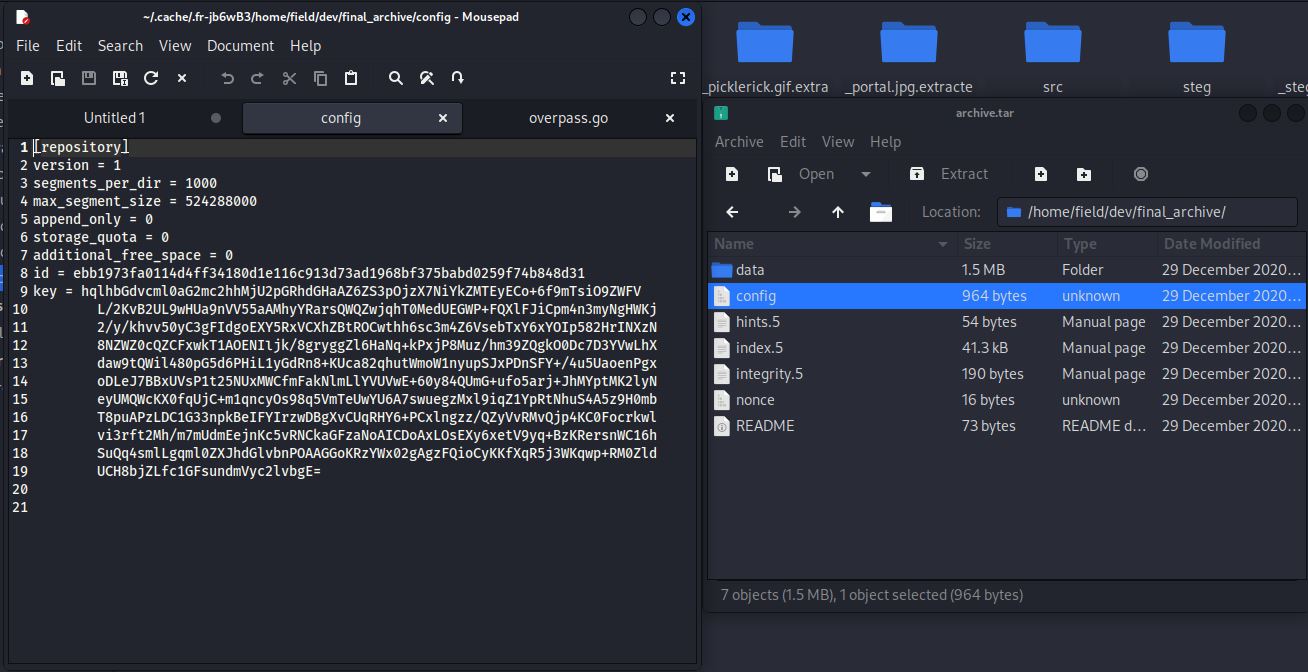 ~/.cache/.fr-jb6wB3/home/field/dev/final_archive/config - Mousepad
File Edit Search View Document Help
Untitled 1 config overpass.go
1 [repository]
2 version = 1
3 segments_per_dir = 1000
4 max_segment_size = 524288000
5 append_only = 0
6 storage_quota = 0
7 additional_free_space = 0
8 id = ebb1973fa0114d4ff34180d1e116c913d73ad1968bf375babd0259f74b848d31
9 key = hqlhbGdvcml0aG2mc2hhMjU2pGRhdGHaAZ6ZS3pOjzX7NiYkZMTEyECo+6f9mTsiO9ZWFV
10 L/2KvB2UL9wHUa9nVV55aAMhyYRarsQWQZwjqhT0MedUEGWP+FQXlFJiCpm4n3myNgHWKj
11 2/y/khvv50yC3gFIdgoEXY5RxVCXhZBtROCwthh6sc3m4Z6VsebTxY6xYOIp582HrINXzN
12 8NZWZ0cQZCFxwkT1AOENIljk/8gryggZl6HaNq+kPxjP8Muz/hm39ZQgkO0Dc7D3YVwLhX
13 daw9tQWil480pG5d6PHiL1yGdRn8+KUca82qhutWmoW1nyupSJxPDnSFY+/4u5UaoenPgx
14 oDLeJ7BBxUVsP1t25NUxMWCfmFakNlmLlYVUVwE+60y84QUmG+ufo5arj+JhMYptMK2lyN
15 eyUMQWcKX0fqUjC+m1qncyOs98q5VmTeUwYU6A7swuegzMxl9iqZ1YpRtNhuS4A5z9H0mb
16 T8puAPzLDC1G33npkBeIFYIrzwDBgXvCUqRHY6+PCxlngzz/QZyVvRMvQjp4KC0Focrkwl
17 vi3rft2Mh/m7mUdmEejnKc5vRNCkaGFzaNoAICDoAxLOsEXy6xetV9yq+BzKRersnWC16h
18 SuQq4smlLgqml0ZXJhdGlvbnPOAAGGoKRzYWx02gAgzFQioCyKKfXqR5j3WKqwp+RM0Zld
19 UCH8bjZLfc1GFsundmVyc2lvbgE=
20
21
_picklerick.gif.extra _portal.jpg.extracte src steg _steg
archive.tar
Archive Edit View Help
Open Extract
Location: /home/field/dev/final_archive/
Name Size Type Date Modified
data 1.5 MB Folder 29 December 2020...
config 964 bytes unknown 29 December 2020...
hints.5 54 bytes Manual page 29 December 2020...
index.5 41.3 kB Manual page 29 December 2020...
integrity.5 190 bytes Manual page 29 December 2020...
nonce 16 bytes unknown 29 December 2020...
README 73 bytes README d... 29 December 2020...
7 objects (1.5 MB), 1 object selected (964 bytes)